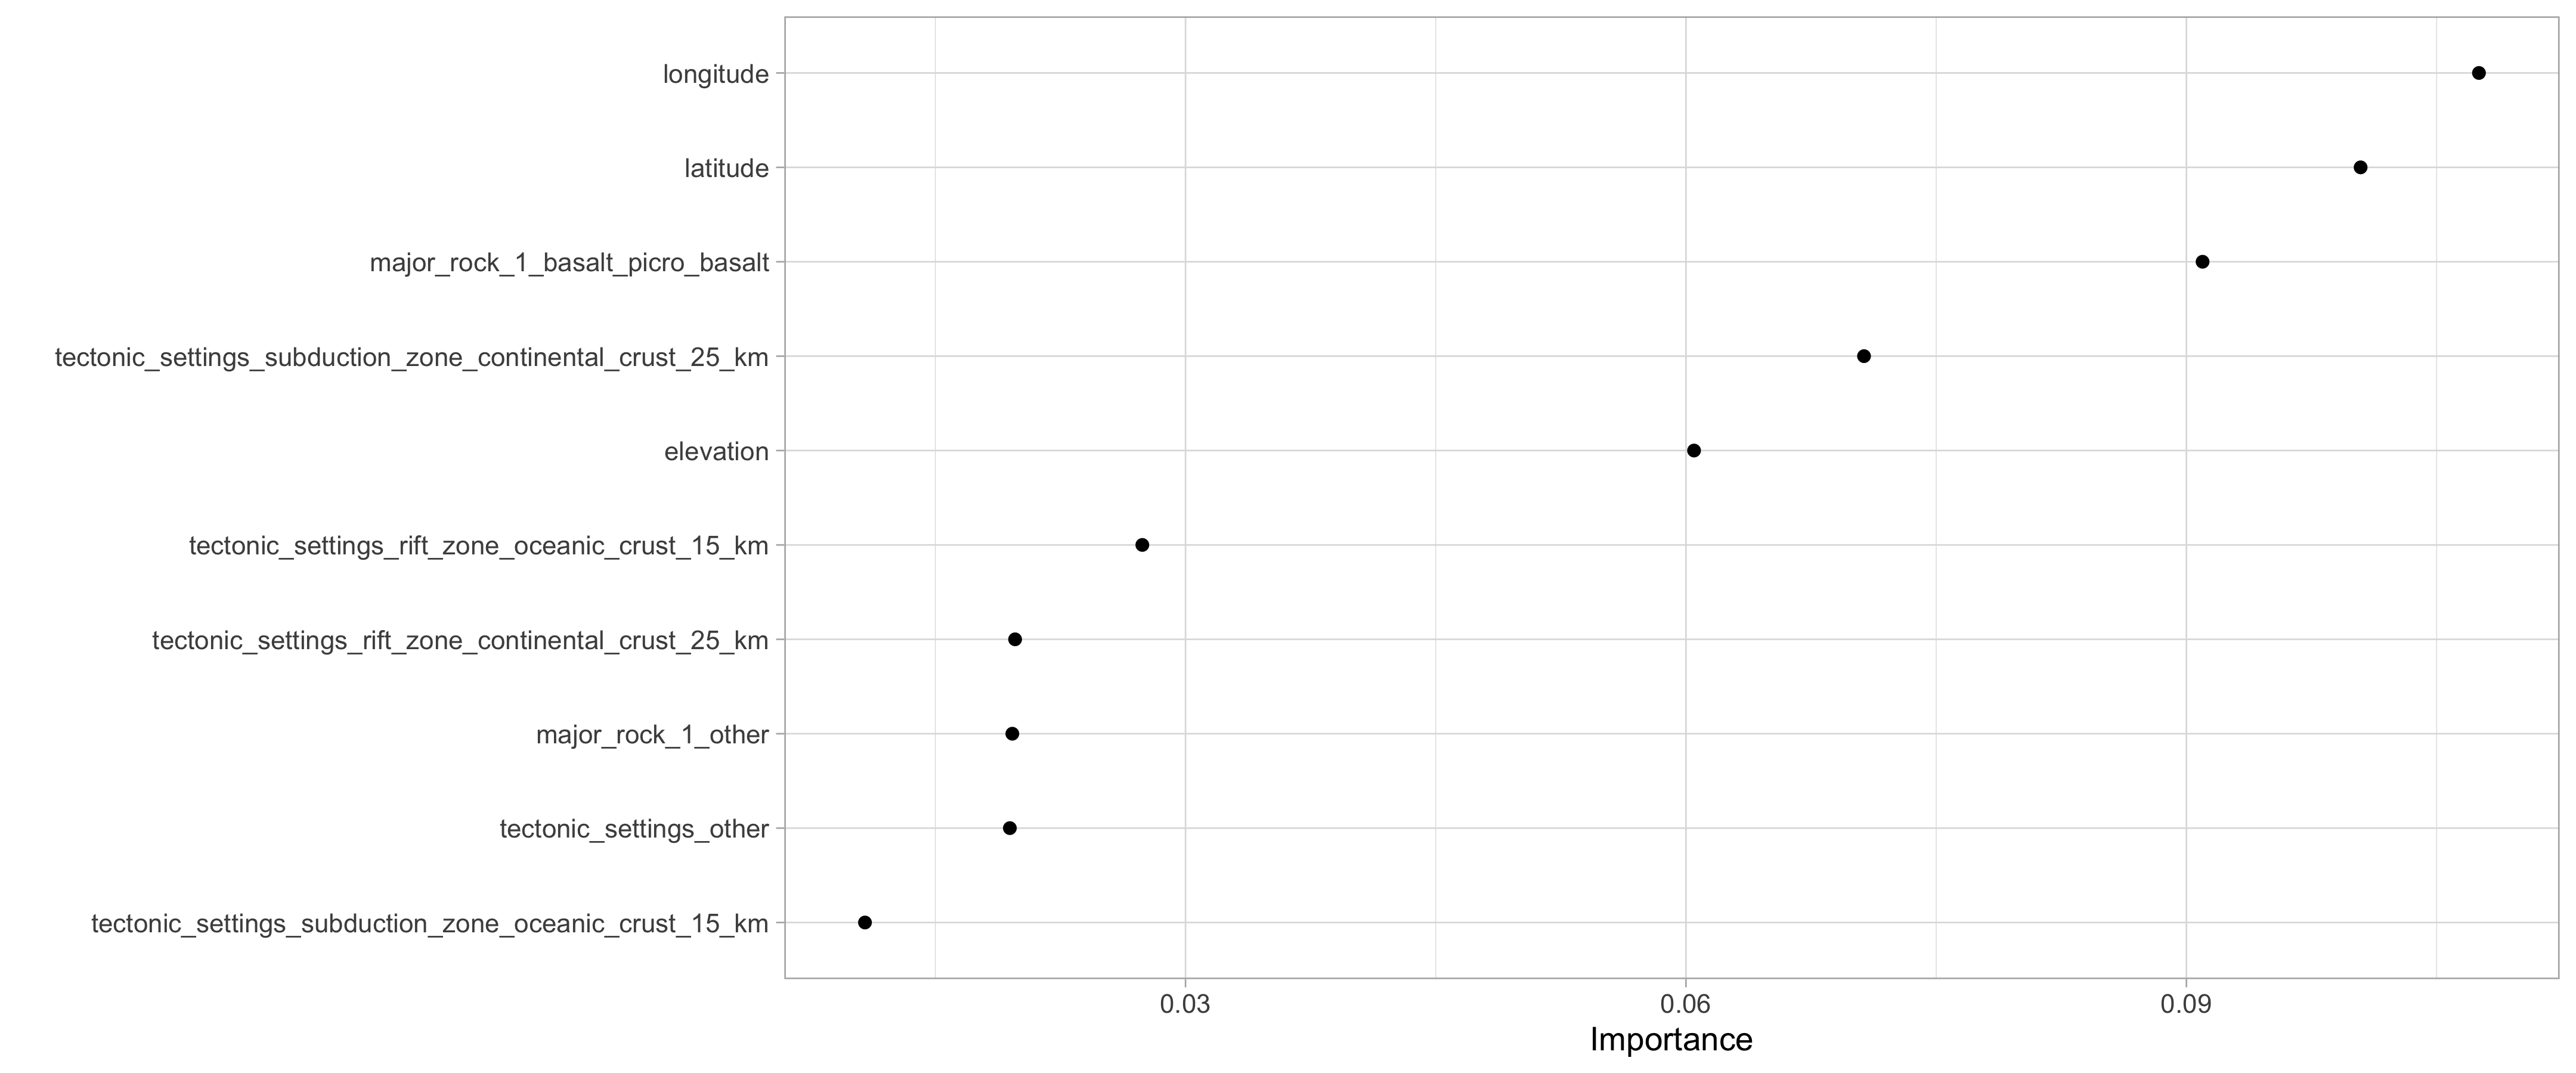 longitude
latitude
major_rock_1_basalt_picro_basalt
tectonic_settings_subduction_zone_continental_crust_25_km
elevation
tectonic_settings_rift_zone_oceanic_crust_15_km
tectonic_settings_rift_zone_continental_crust_25_km
major_rock_1_other
tectonic_settings_other
tectonic_settings_subduction_zone_oceanic_crust_15_km
0.03 0.06 0.09
Importance